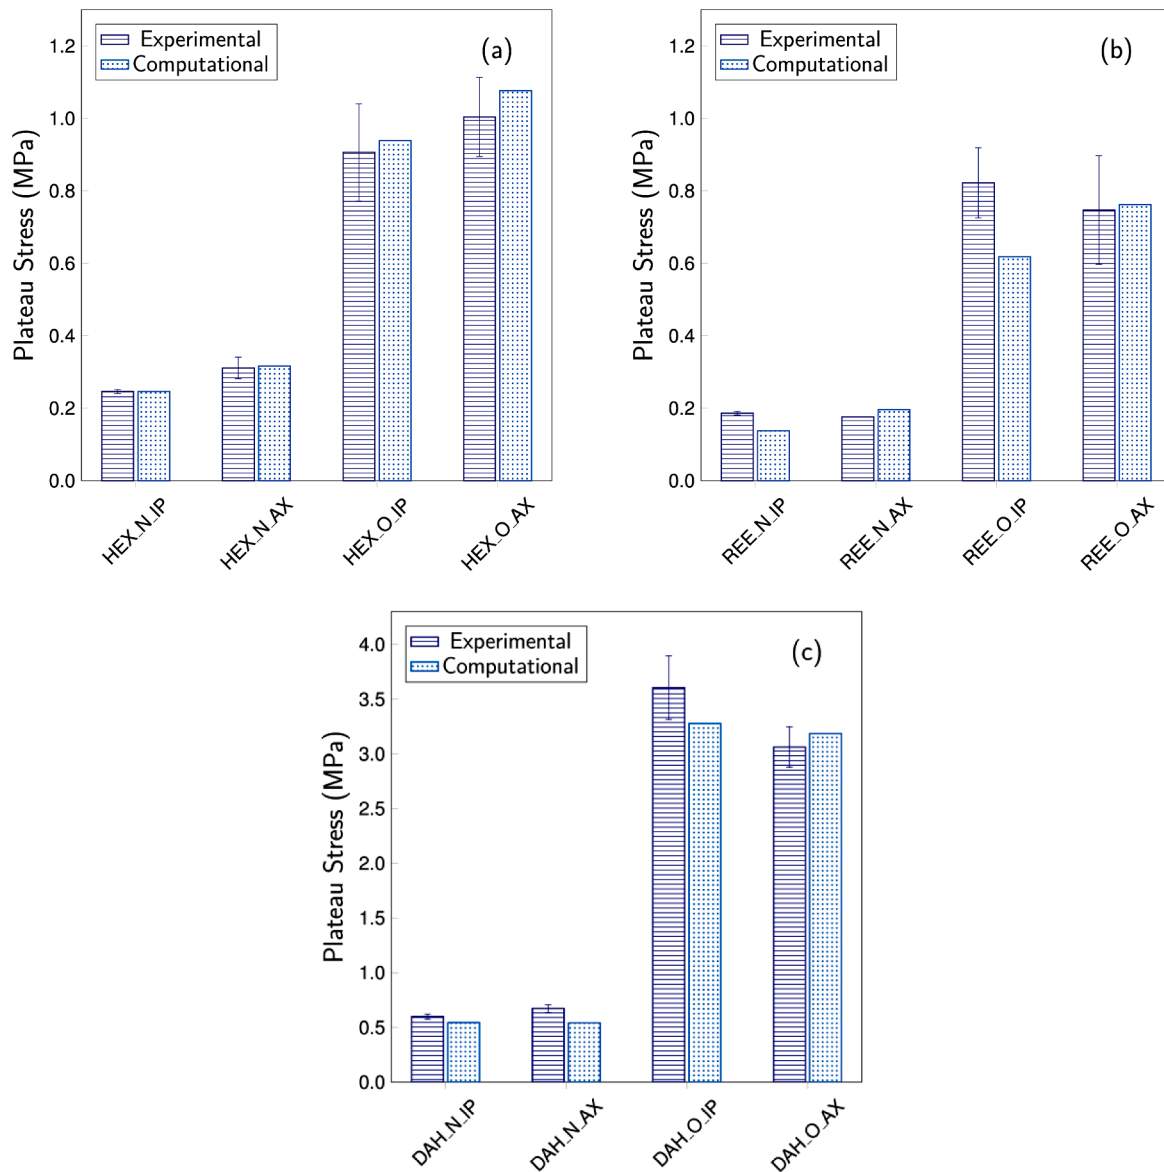 Experimental
Computational
(a)
Plateau Stress (MPa)
1.2
1.0
0.8
0.6
0.4
0.2
0.0
HEX_N_IP
HEX_N_AX
HEX_O_IP
HEX_O_AX
Experimental
Computational
(b)
Plateau Stress (MPa)
1.2
1.0
0.8
0.6
0.4
0.2
0.0
REE_N_IP
REE_N_AX
REE_O_IP
REE_O_AX
Experimental
Computational
(c)
Plateau Stress (MPa)
4.0
3.5
3.0
2.5
2.0
1.5
1.0
0.5
0.0
DAH_N_IP
DAH_N_AX
DAH_O_IP
DAH_O_AX